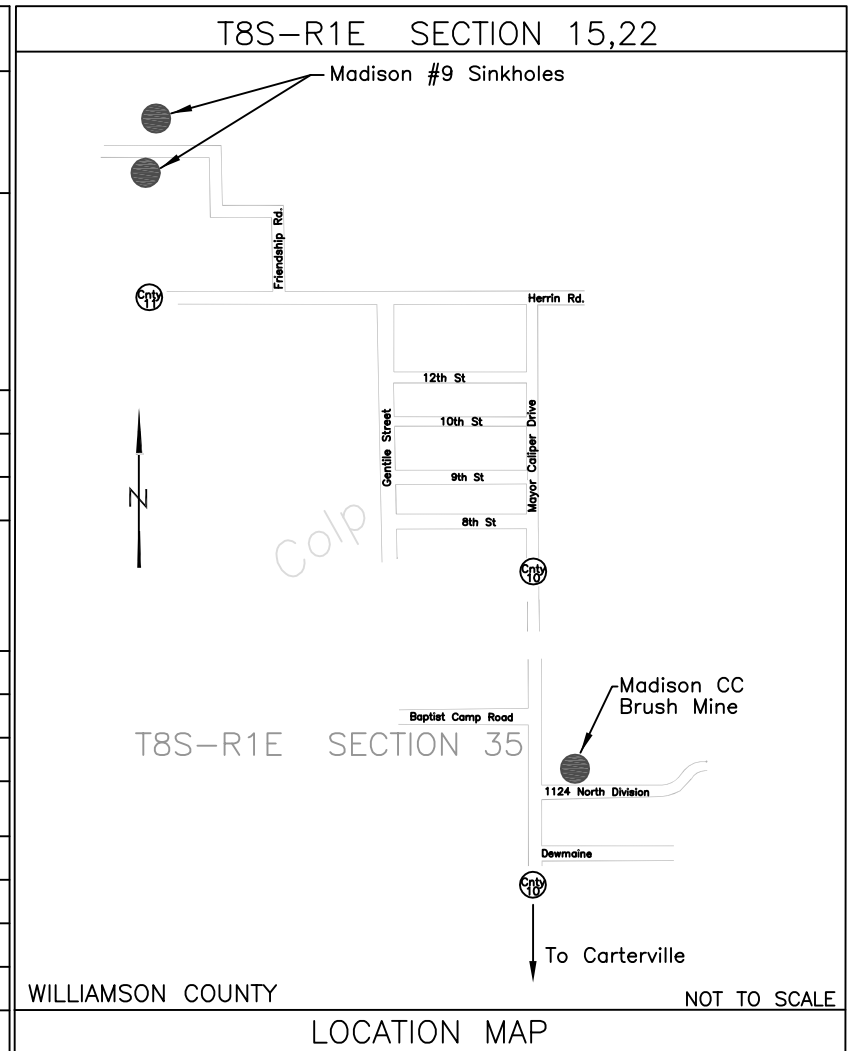 T8S-R1E SECTION 15,22
Madison #9 Sinkholes
Friendship Rd.
Cnty
11
Herrin Rd.
12th St
10th St
Gentile Street
Mayor Caliper Drive
9th St
8th St
N
Colp
Cnty
10
Madison CC
Brush Mine
Baptist Camp Road
T8S-R1E SECTION 35
1124 North Division
Dewmaine
Cnty
10
To Carterville
WILLIAMSON COUNTY
NOT TO SCALE
LOCATION MAP